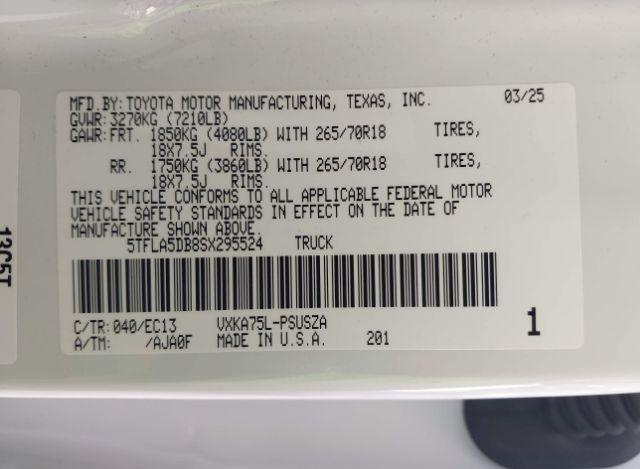 MFD.BY:TOYOTA MOTOR MANUFACTURING, TEXAS, INC. 03/25
GVWR:3270KG (7210LB)
GAWR:FRT. 1850KG (4080LB) WITH 265/70R18 TIRES,
18X7.5J RIMS.
RR. 1750KG (3860LB) WITH 265/70R18 TIRES,
18X7.5J RIMS.
THIS VEHICLE CONFORMS TO ALL APPLICABLE FEDERAL MOTOR
VEHICLE SAFETY STANDARDS IN EFFECT ON THE DATE OF
MANUFACTURE SHOWN ABOVE.
5TFLA5DB8SX295524 TRUCK
C/TR:040/EC13 VXKA75L-PSUSZA 1
A/TM: /AJA0F MADE IN U.S.A. 201
13C5T